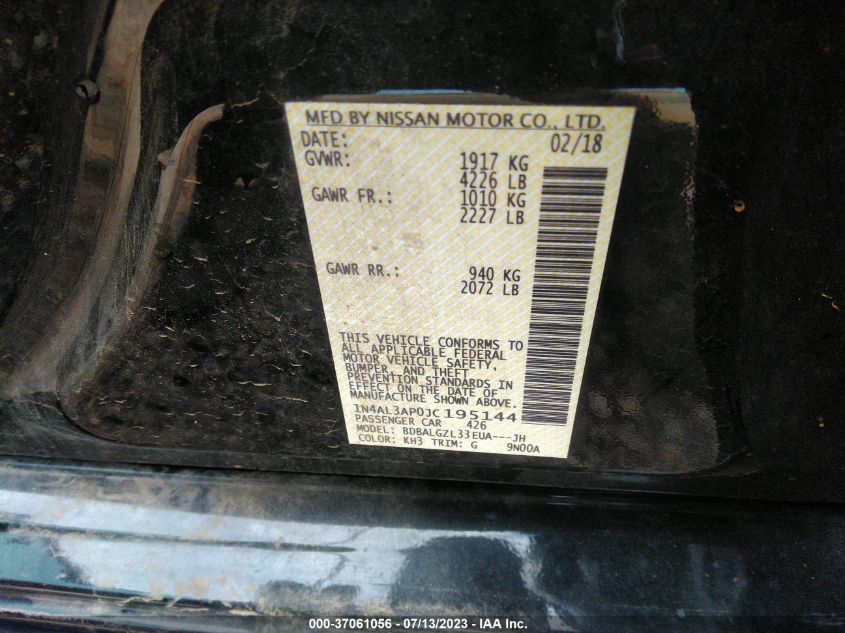 MFD BY NISSAN MOTOR CO., LTD.
DATE: 02/18
GVWR: 1917 KG
4226 LB
GAWR FR.: 1010 KG
2227 LB
GAWR RR.: 940 KG
2072 LB
THIS VEHICLE CONFORMS TO
ALL APPLICABLE FEDERAL
MOTOR VEHICLE SAFETY,
BUMPER, AND THEFT
PREVENTION STANDARDS IN
EFFECT ON THE DATE OF
MANUFACTURE SHOWN ABOVE.
1N4AL3AP0JC195144
PASSENGER CAR 426
MODEL: BDBALGZL33EUA---JH
COLOR: KH3 TRIM: G 9N00A
000-37061056 - 07/13/2023 - IAA Inc.